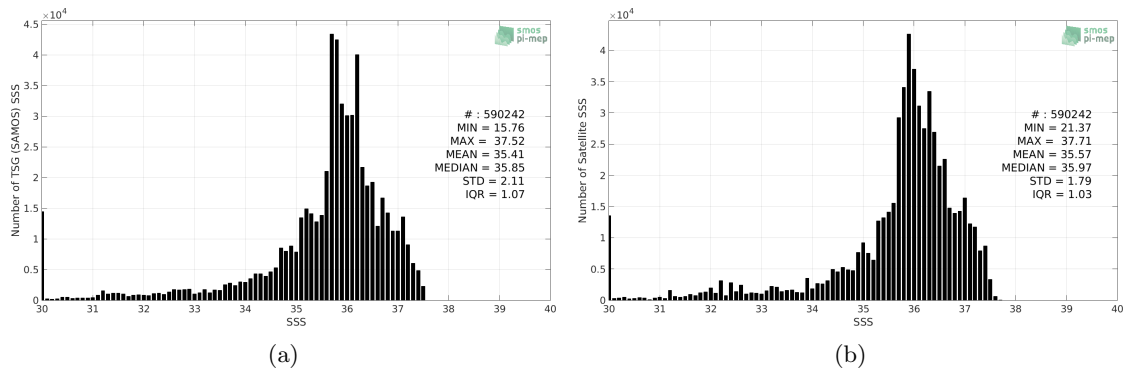 ×10⁴
4.5
4
3.5
3
2.5
2
1.5
1
0.5
0
Number of TSG (SAMOS) SSS
smos
pi-mep
# : 590242
MIN = 15.76
MAX = 37.52
MEAN = 35.41
MEDIAN = 35.85
STD = 2.11
IQR = 1.07
30 31 32 33 34 35 36 37 38 39 40
SSS
(a)
×10⁴
4
3.5
3
2.5
2
1.5
1
0.5
0
Number of Satellite SSS
smos
pi-mep
# : 590242
MIN = 21.37
MAX = 37.71
MEAN = 35.57
MEDIAN = 35.97
STD = 1.79
IQR = 1.03
30 31 32 33 34 35 36 37 38 39 40
SSS
(b)